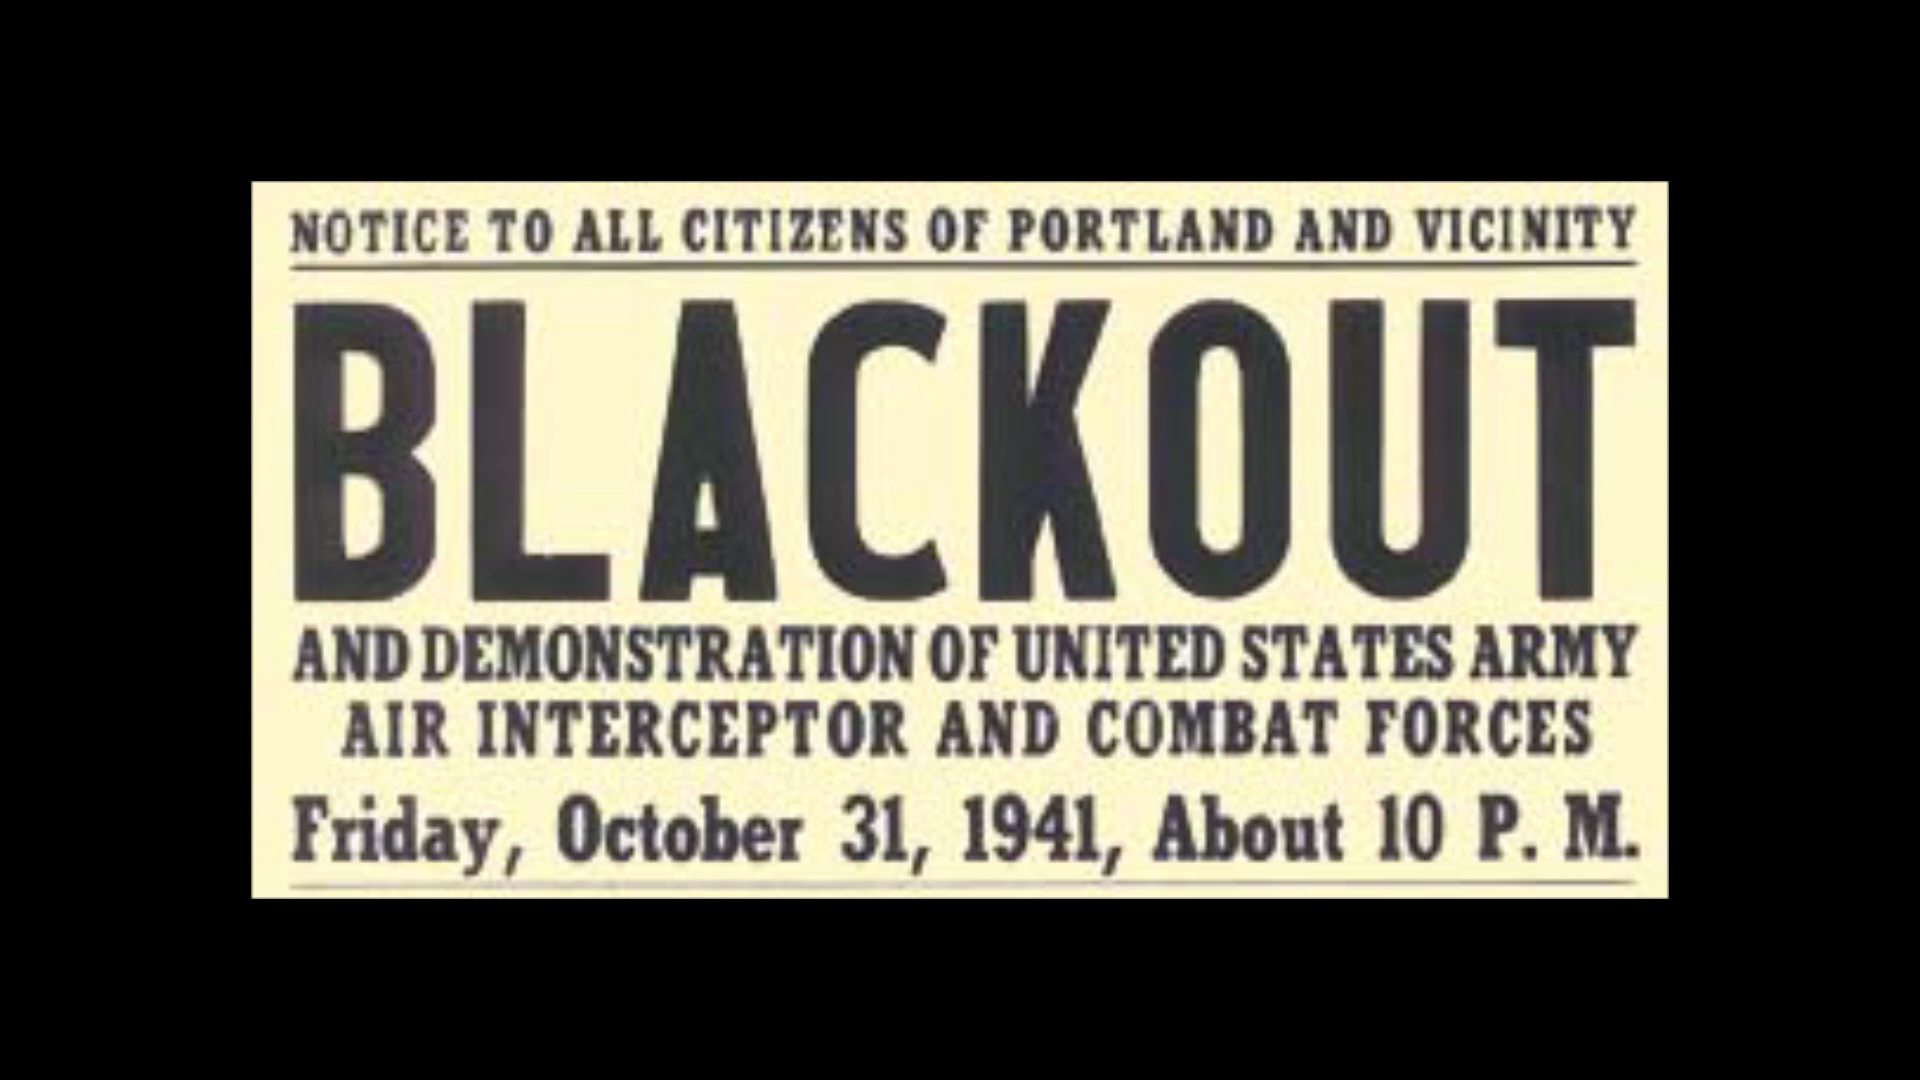 NOTICE TO ALL CITIZENS OF PORTLAND AND VICINITY
BLACKOUT
AND DEMONSTRATION OF UNITED STATES ARMY
AIR INTERCEPTOR AND COMBAT FORCES
Friday, October 31, 1941, About 10 P. M.